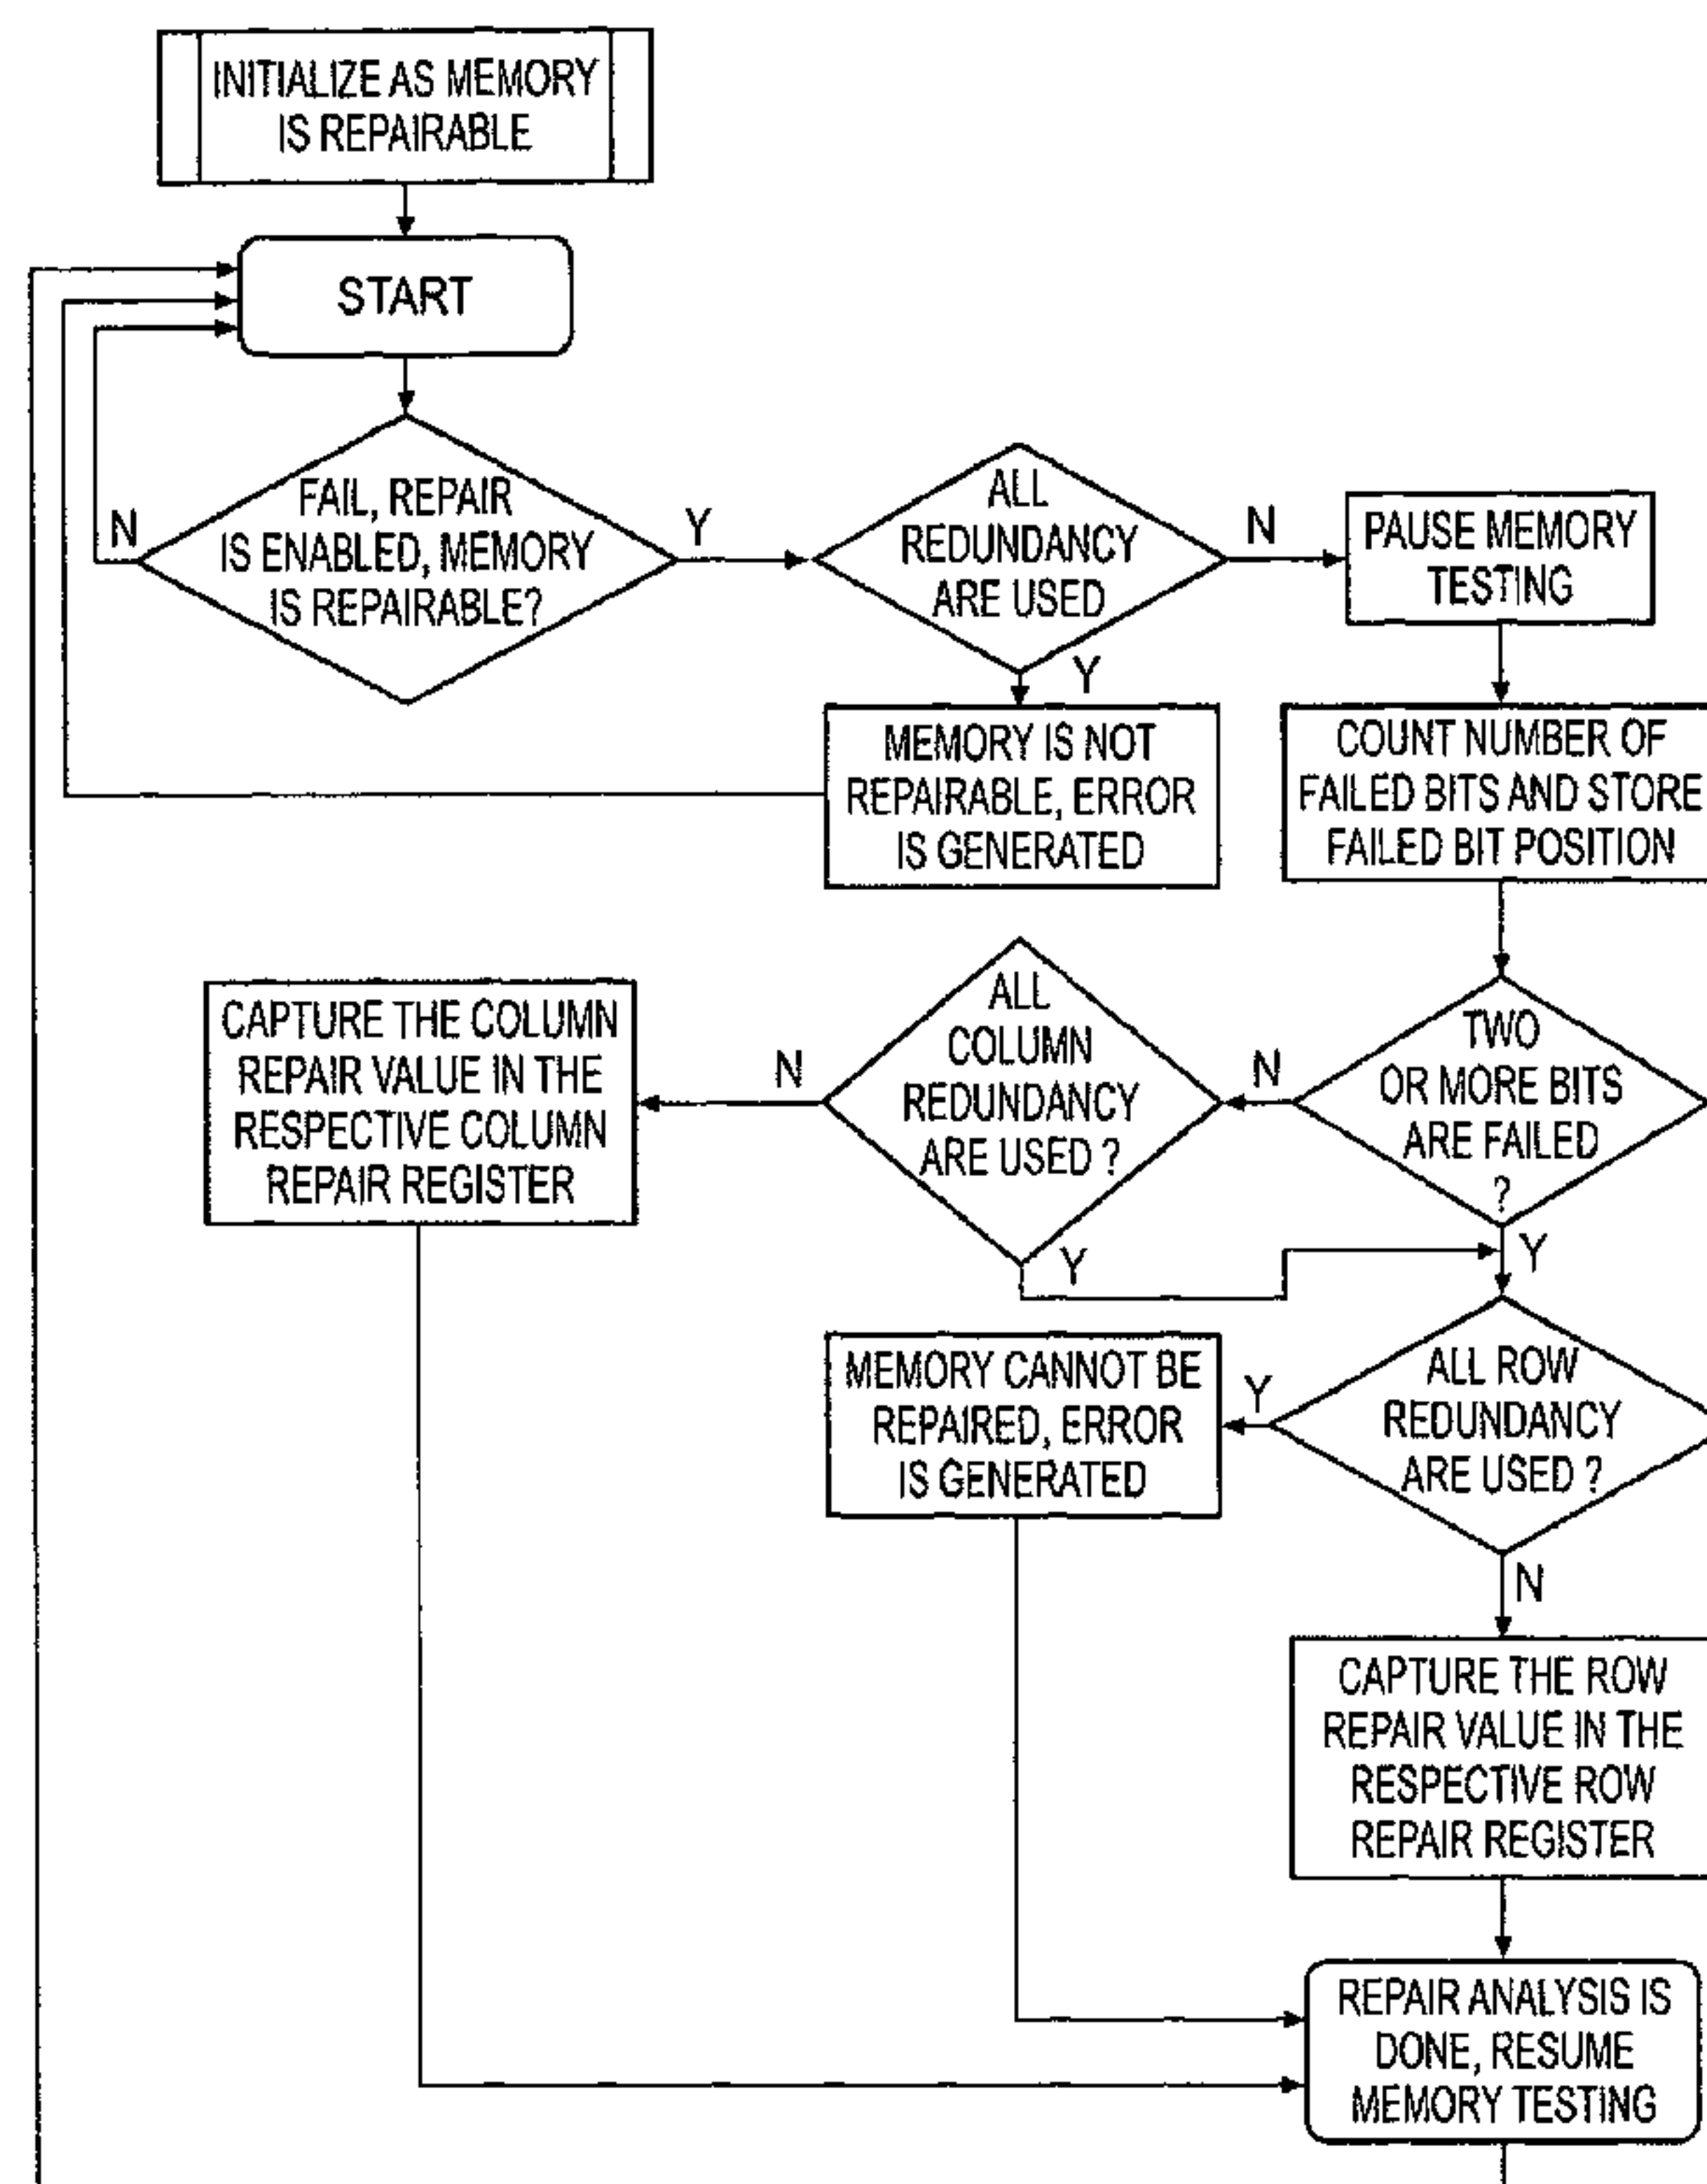 INITIALIZE AS MEMORY
IS REPAIRABLE
START
FAIL, REPAIR
IS ENABLED, MEMORY
IS REPAIRABLE?
N
Y
ALL
REDUNDANCY
ARE USED
N
Y
PAUSE MEMORY
TESTING
MEMORY IS NOT
REPAIRABLE, ERROR
IS GENERATED
COUNT NUMBER OF
FAILED BITS AND STORE
FAILED BIT POSITION
TWO
OR MORE BITS
ARE FAILED
?
N
Y
ALL
COLUMN
REDUNDANCY
ARE USED ?
N
Y
CAPTURE THE COLUMN
REPAIR VALUE IN THE
RESPECTIVE COLUMN
REPAIR REGISTER
ALL ROW
REDUNDANCY
ARE USED ?
Y
N
MEMORY CANNOT BE
REPAIRED, ERROR
IS GENERATED
CAPTURE THE ROW
REPAIR VALUE IN THE
RESPECTIVE ROW
REPAIR REGISTER
REPAIR ANALYSIS IS
DONE, RESUME
MEMORY TESTING